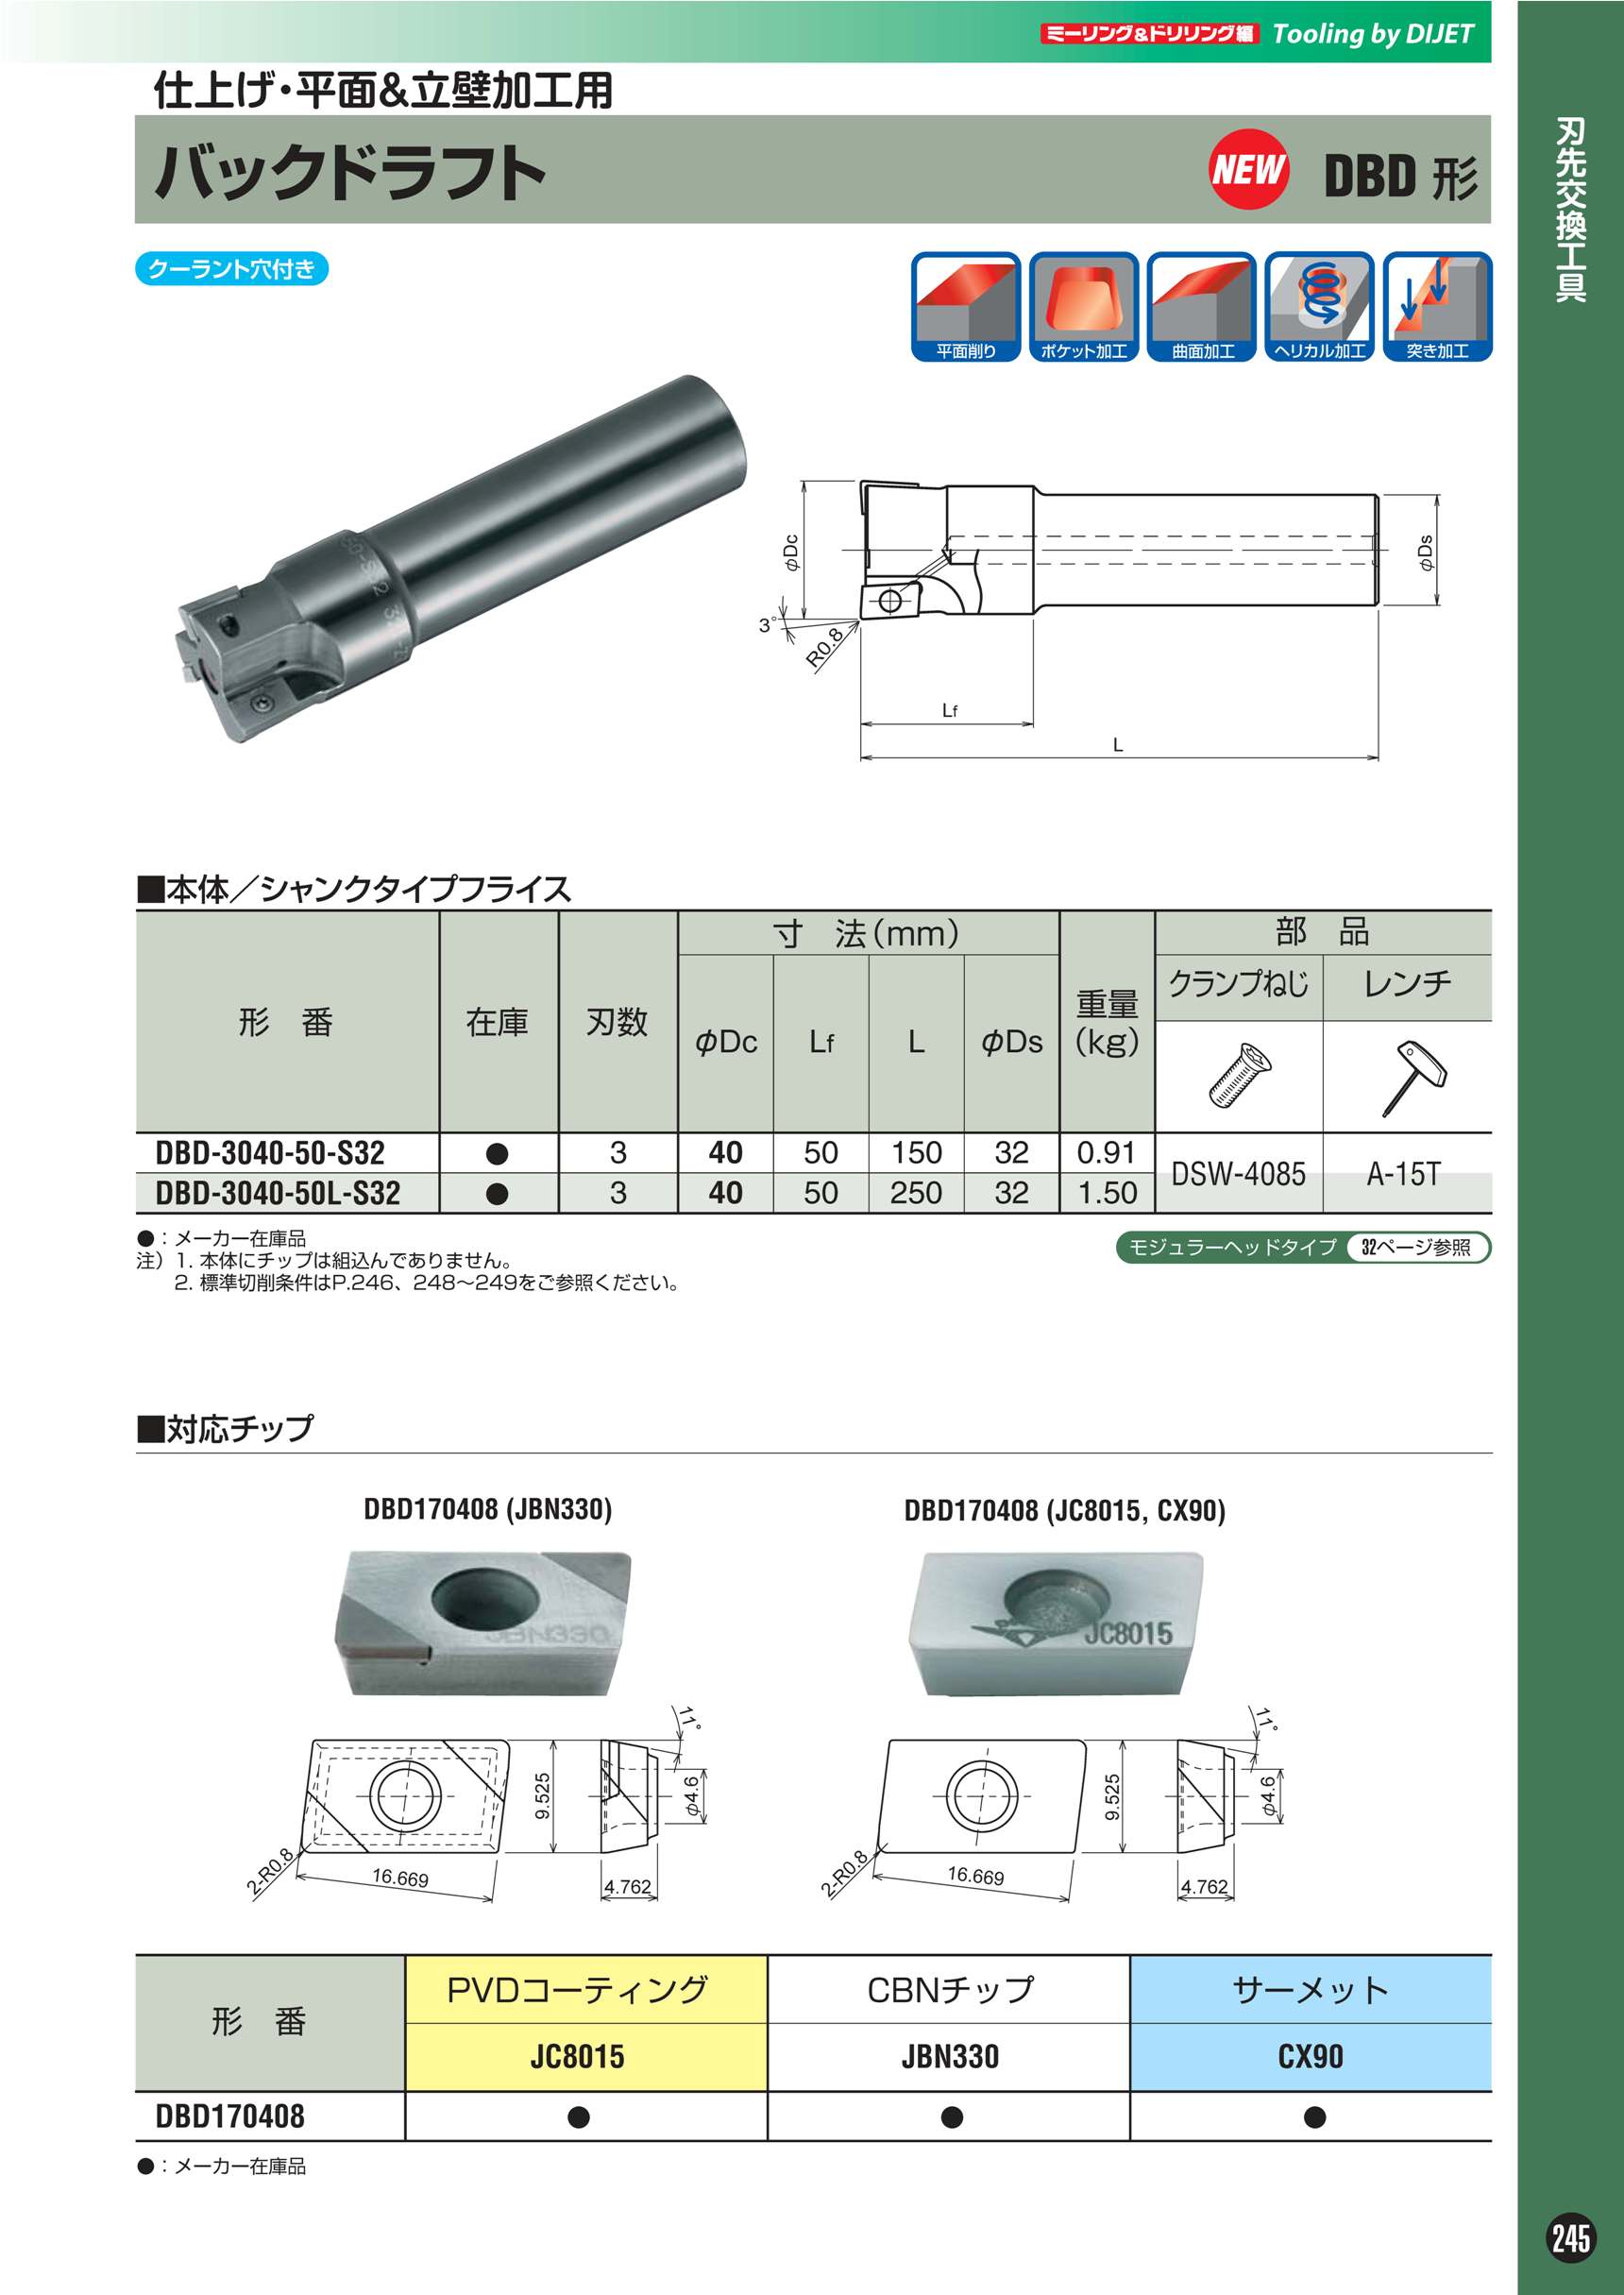 ミーリング&ドリリング編 Tooling by DIJET
仕上げ・平面&立壁加工用
バックドラフト
NEW
DBD 形
刃先交換工具
クーラント穴付き
平面削り
ポケット加工
曲面加工
ヘリカル加工
突き加工
φDc
φDs
3°
R0.8
Lf
L
■本体／シャンクタイプフライス
形 番 在庫 刃数 寸 法(mm) 重量(kg) 部 品
φDc Lf L φDs クランプねじ レンチ
DBD-3040-50-S32 ● 3 40 50 150 32 0.91 DSW-4085 A-15T
DBD-3040-50L-S32 ● 3 40 50 250 32 1.50
●：メーカー在庫品
注）1. 本体にチップは組込んでありません。
2. 標準切削条件はP.246、248〜249をご参照ください。
モジュラーヘッドタイプ 32ページ参照
■対応チップ
DBD170408 (JBN330)
DBD170408 (JC8015, CX90)
JBN330
JC8015
11°
9.525
φ4.6
2-R0.8
16.669
4.762
11°
9.525
φ4.6
2-R0.8
16.669
4.762
形 番 PVDコーティング CBNチップ サーメット
JC8015 JBN330 CX90
DBD170408 ● ● ●
●：メーカー在庫品
245